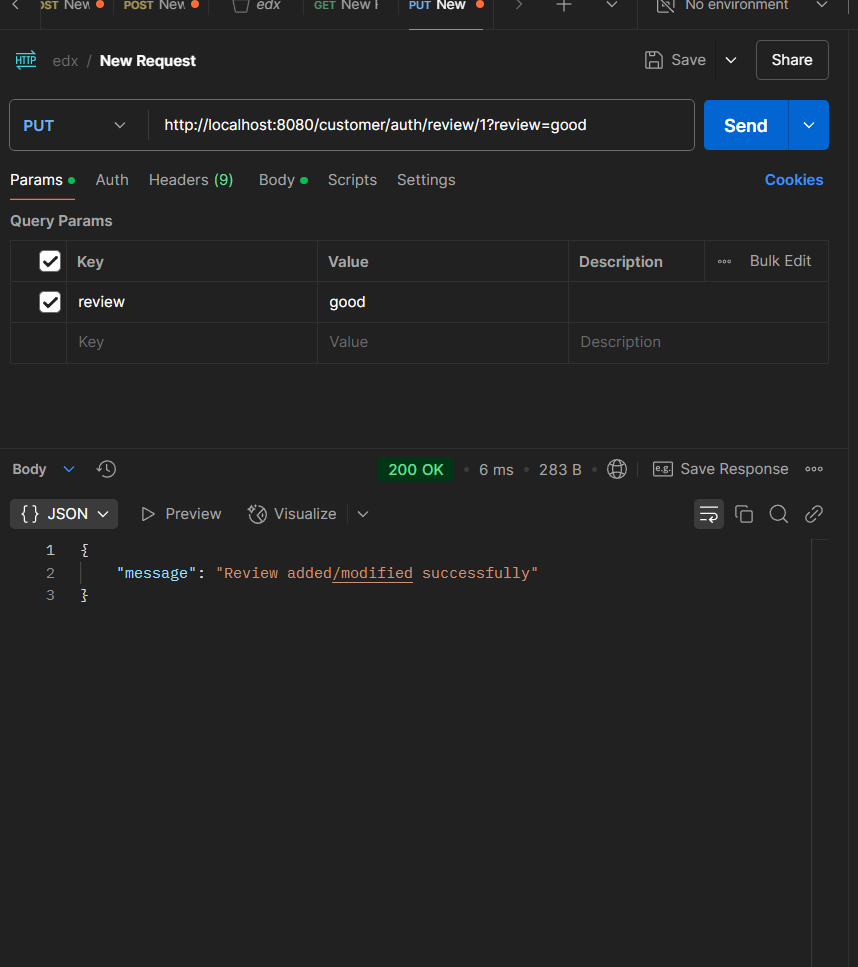 OST New POST New edx GET New PUT New No environment
HTTP edx / New Request Save Share
PUT http://localhost:8080/customer/auth/review/1?review=good Send
Params Auth Headers (9) Body Scripts Settings Cookies
Query Params
Key Value Description Bulk Edit
review good
Key Value Description
Body 200 OK 6 ms 283 B e.g. Save Response
{} JSON Preview Visualize
1 {
2 "message": "Review added/modified successfully"
3 }